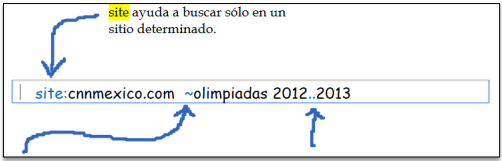 site ayuda a buscar sólo en un
sitio determinado.
site:cnnmexico.com ~olimpiadas 2012..2013